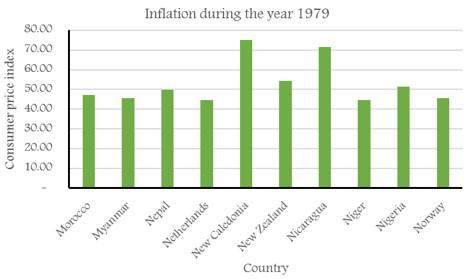 Inflation during the year 1979
Consumer price index
80.00
70.00
60.00
50.00
40.00
30.00
20.00
10.00
-
Morocco
Myanmar
Nepal
Netherlands
New Caledonia
New Zealand
Nicaragua
Niger
Nigeria
Norway
Country